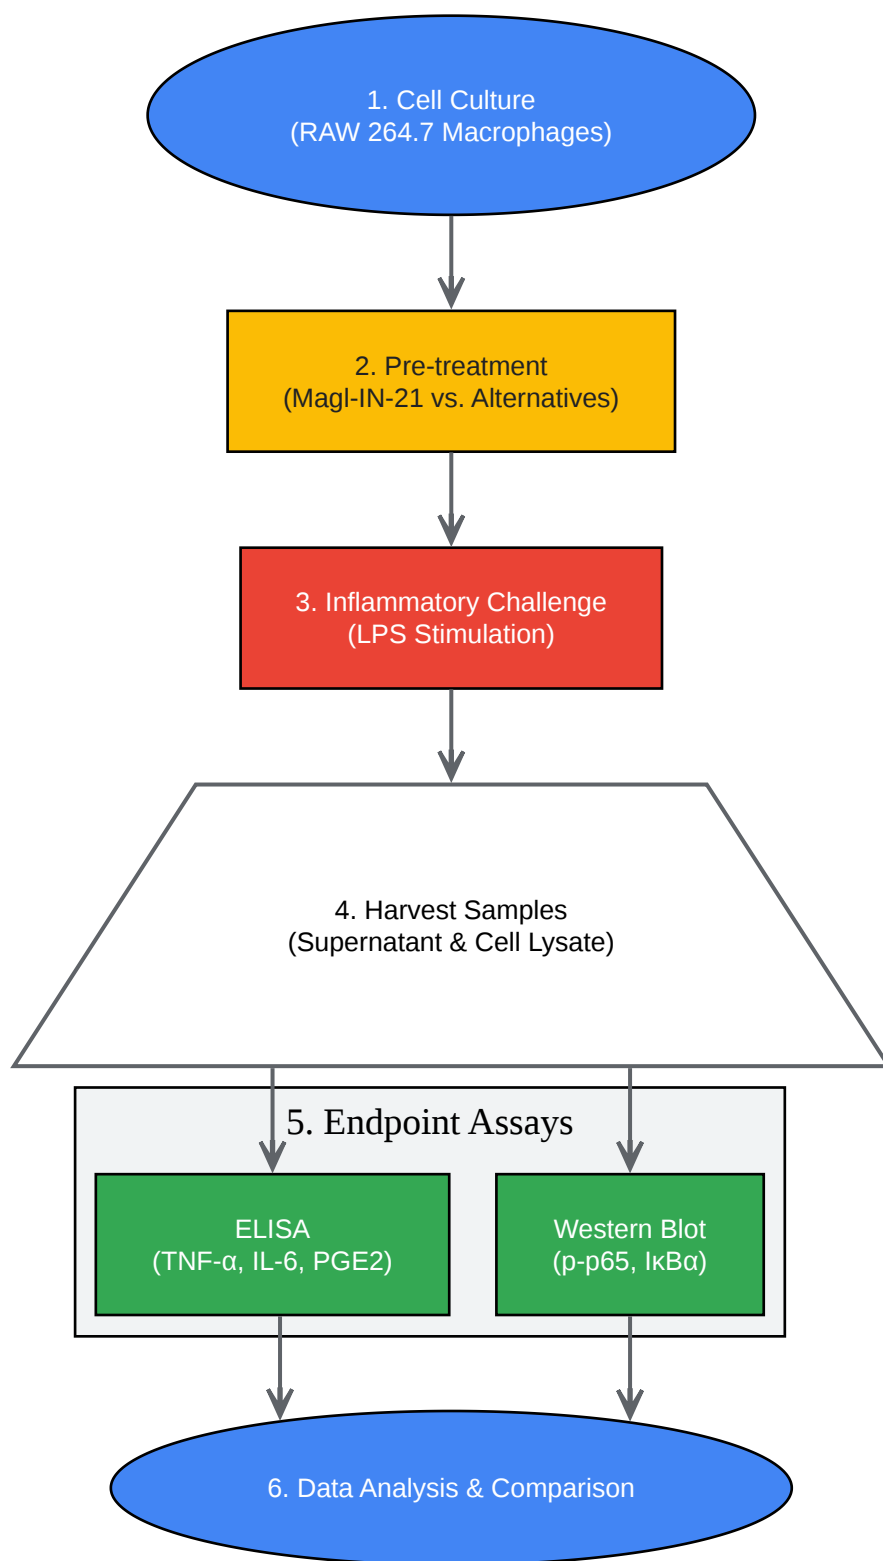 1. Cell Culture
(RAW 264.7 Macrophages)
2. Pre-treatment
(Magl-IN-21 vs. Alternatives)
3. Inflammatory Challenge
(LPS Stimulation)
4. Harvest Samples
(Supernatant & Cell Lysate)
5. Endpoint Assays
ELISA
(TNF-α, IL-6, PGE2)
Western Blot
(p-p65, IκBα)
6. Data Analysis & Comparison